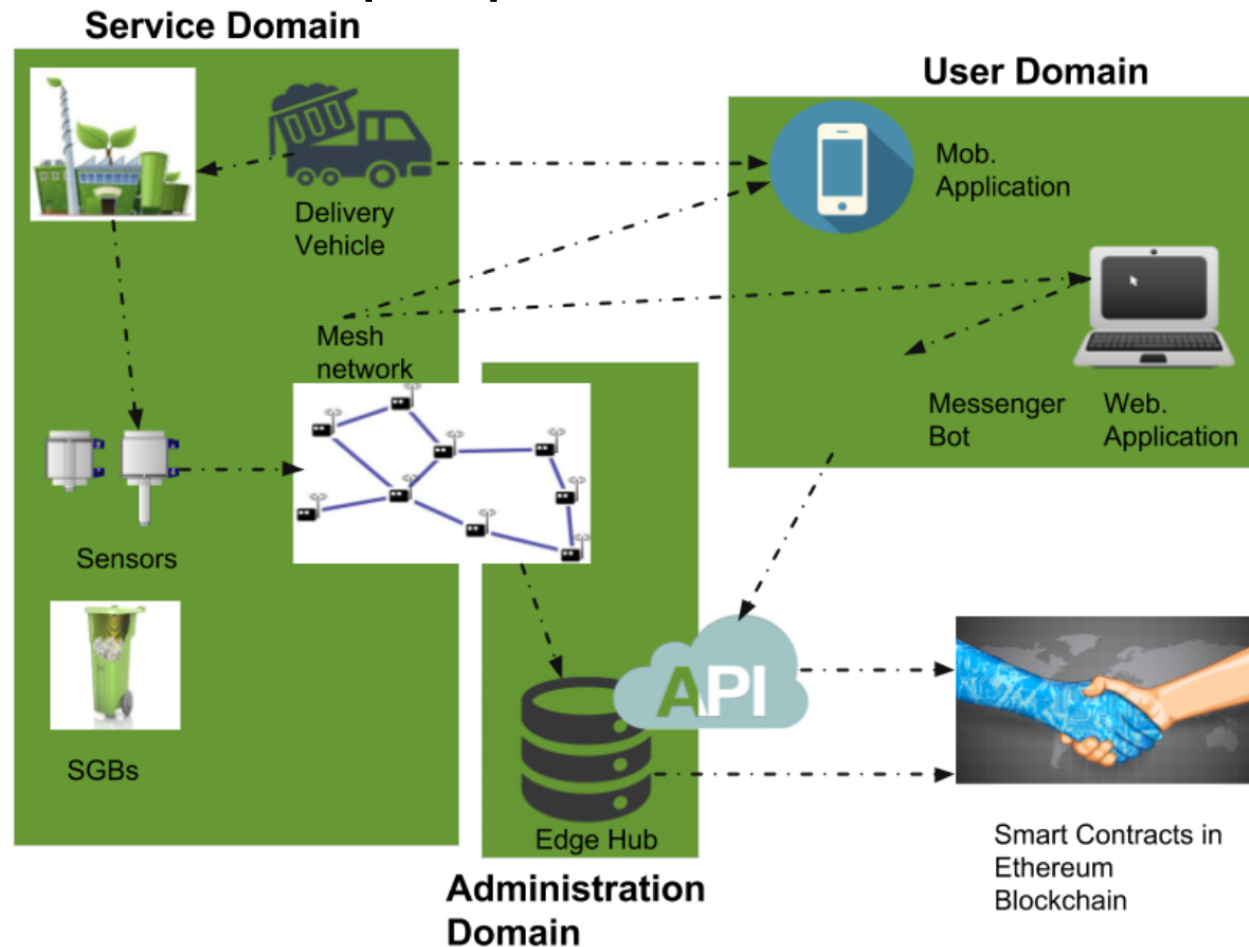 Service Domain
User Domain
Mob.
Application
Delivery
Vehicle
Mesh
network
Messenger
Bot
Web.
Application
Sensors
API
SGBs
Edge Hub
Smart Contracts in
Ethereum
Blockchain
Administration
Domain